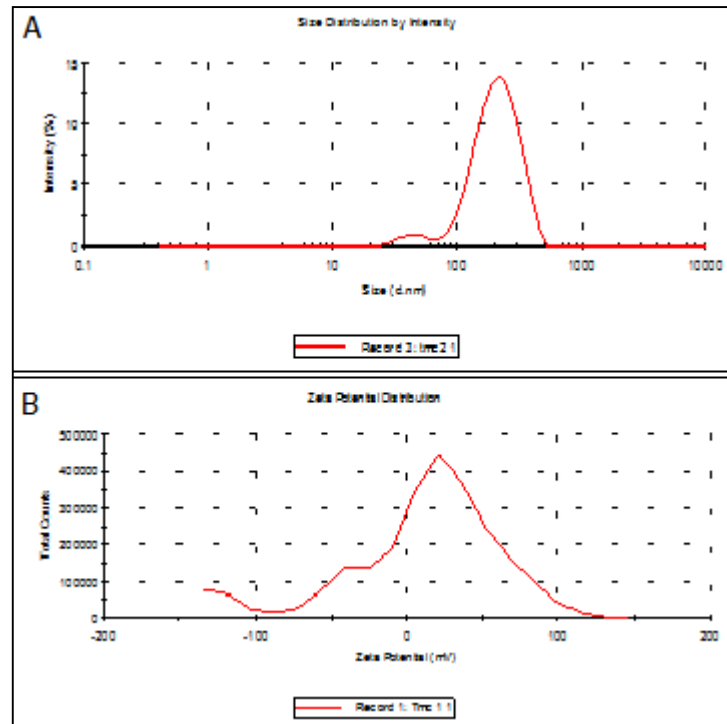 A
Size Distribution by Intensity
15
10
5
0
Intensity (%)
0.1 1 10 100 1000 10000
Size (d.nm)
B
Zeta Potential Distribution
500000
400000
300000
200000
100000
0
Total Counts
-200 -100 0 100 200
Zeta Potential (mV)